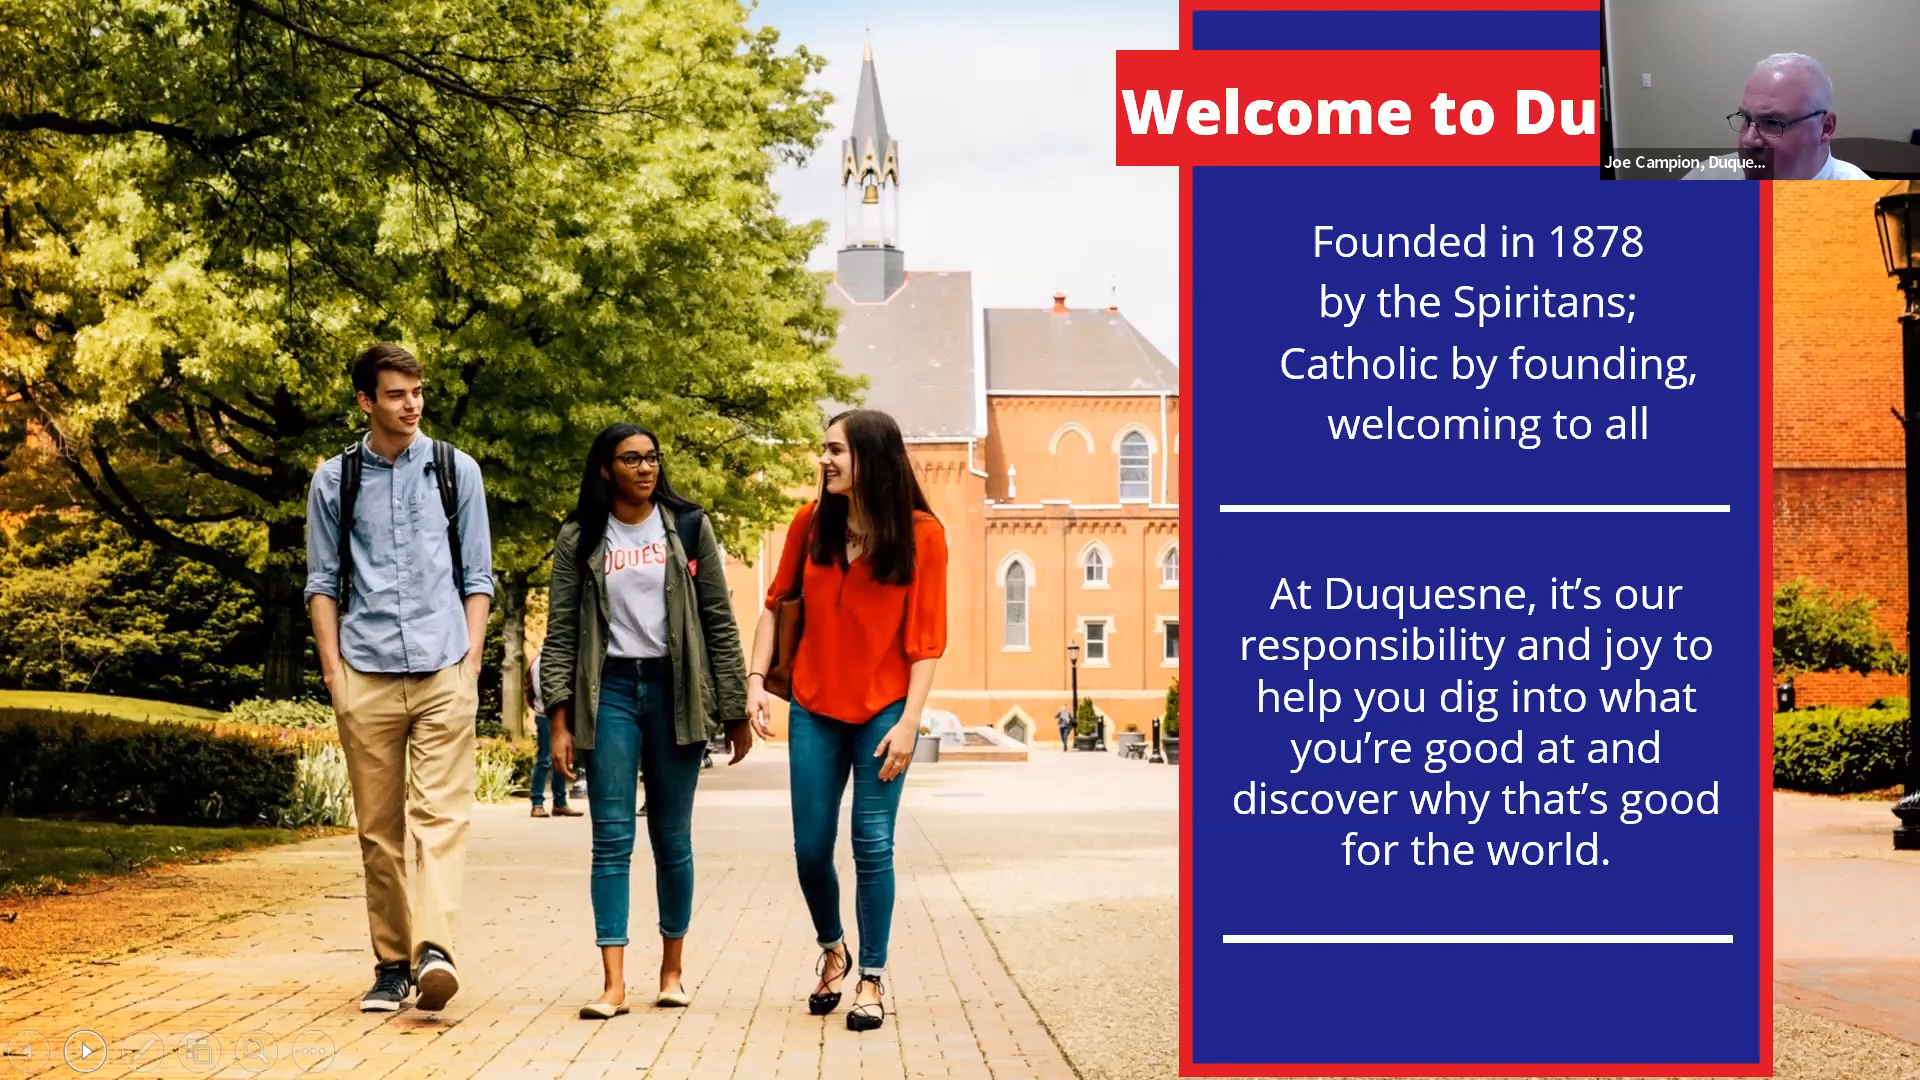 Welcome to Du
Joe Campion, Duque...
Founded in 1878
by the Spiritans;
Catholic by founding,
welcoming to all
DUQUES
At Duquesne, it’s our
responsibility and joy to
help you dig into what
you’re good at and
discover why that’s good
for the world.